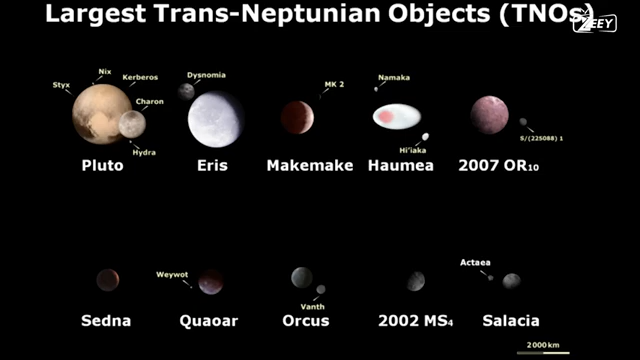 Largest Trans-Neptunian Objects (TNOs)
ZEEY
Styx
Nix
Kerberos
Charon
Hydra
Dysnomia
MK 2
Namaka
Hi'iaka
S/(225088) 1
Pluto
Eris
Makemake
Haumea
2007 OR₁₀
Weywot
Vanth
Actaea
Sedna
Quaoar
Orcus
2002 MS₄
Salacia
2000 km